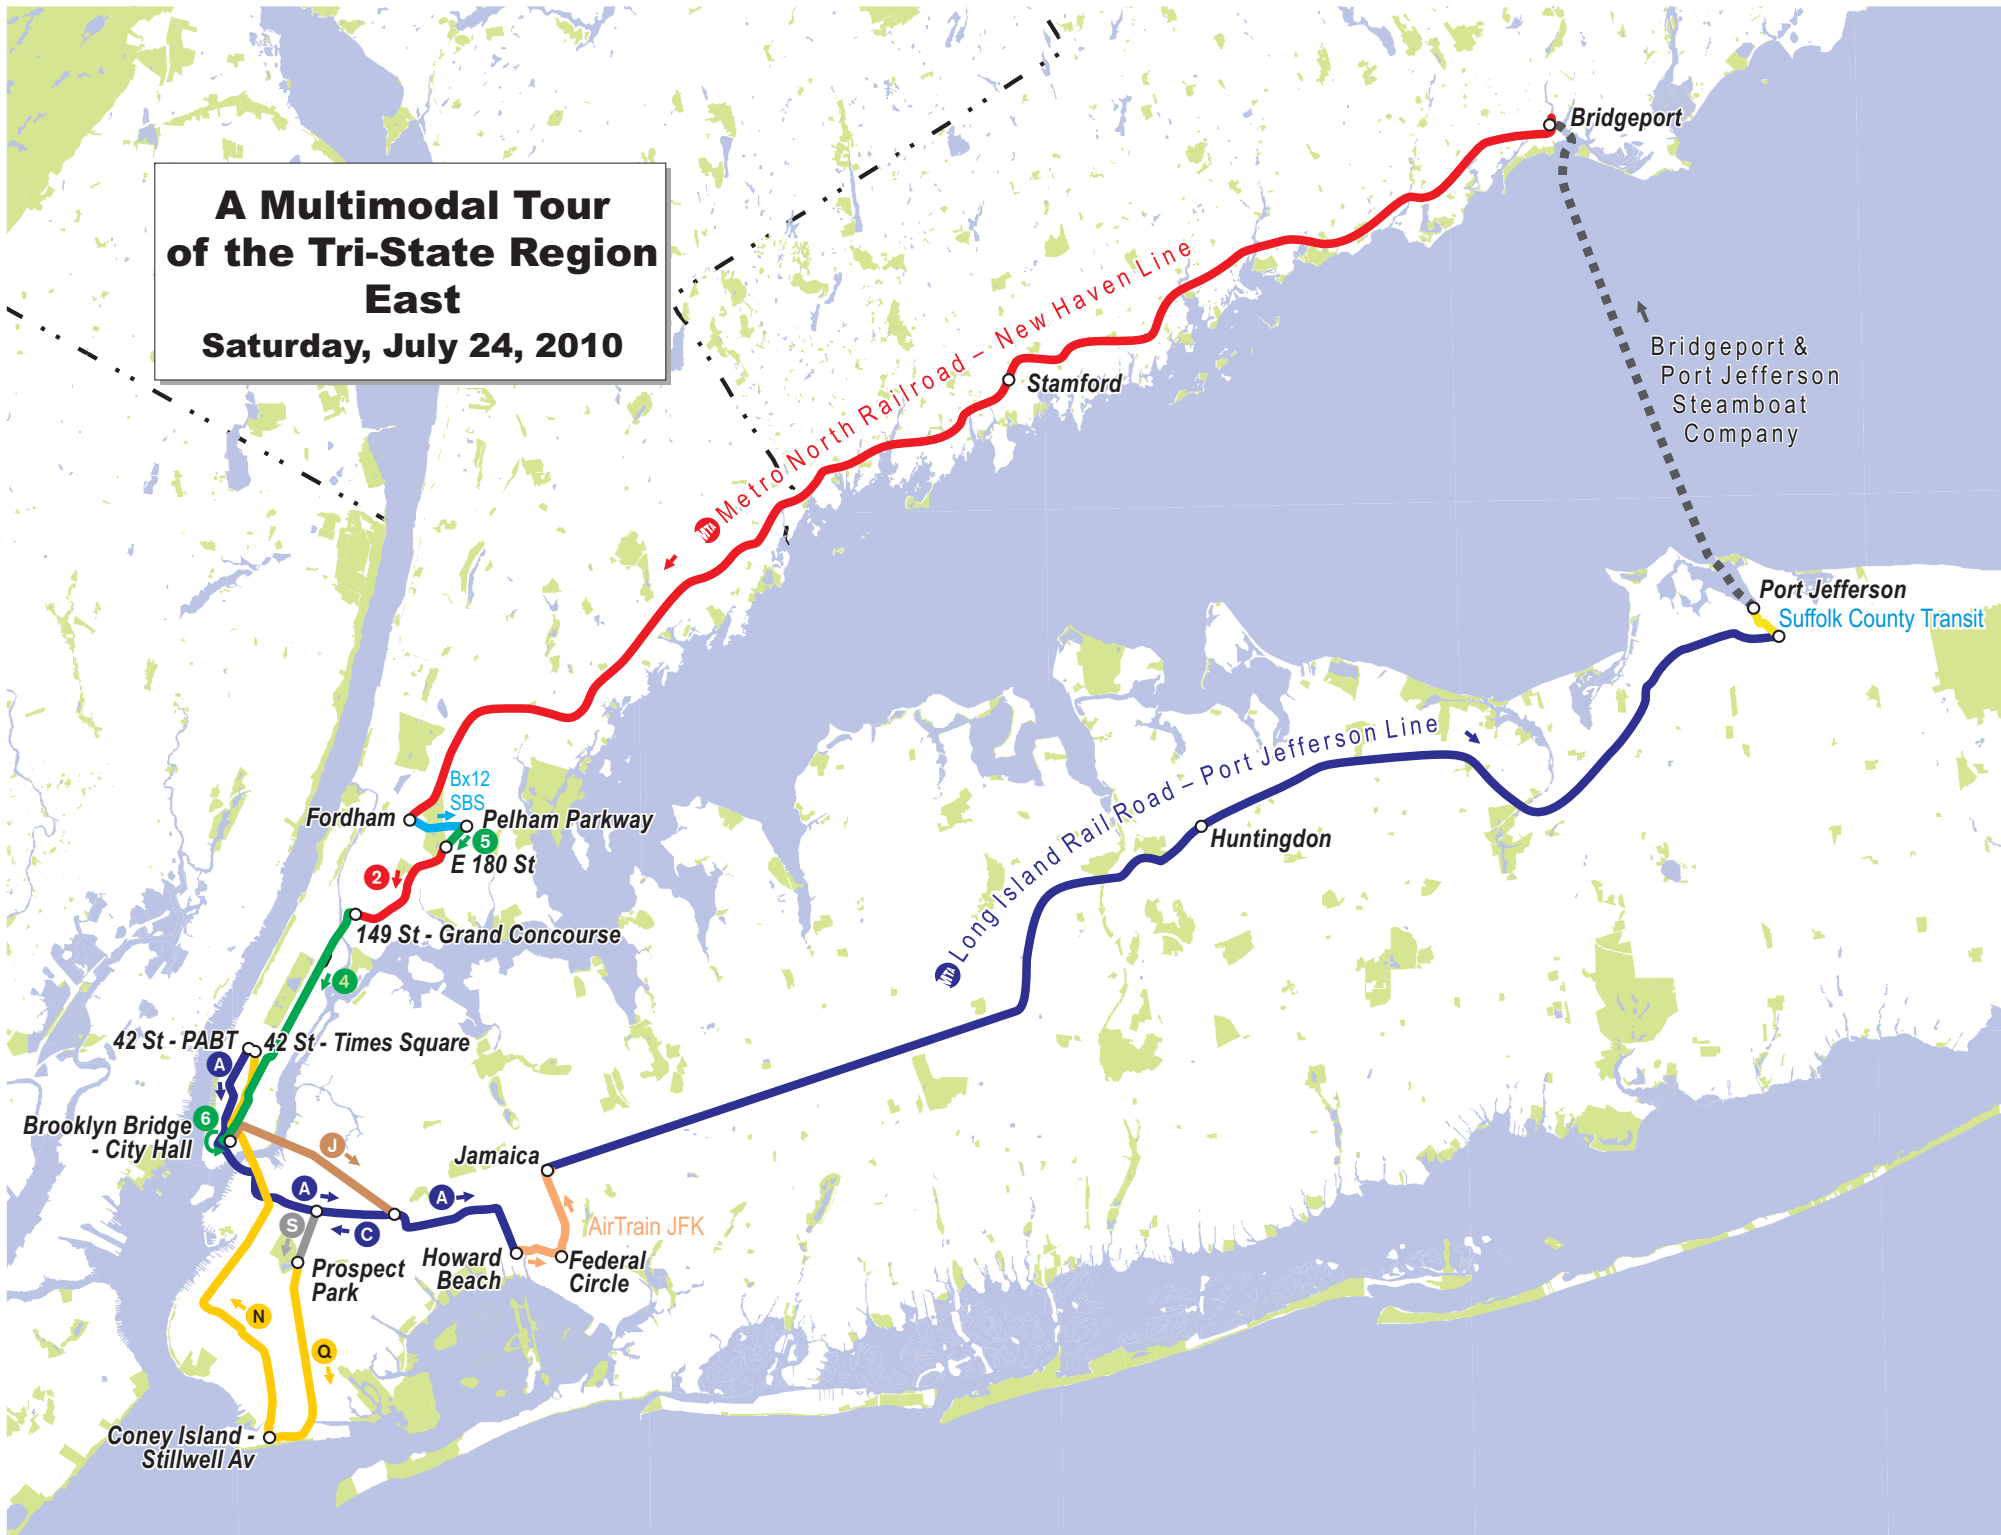 A Multimodal Tour
of the Tri-State Region
East
Saturday, July 24, 2010
Bridgeport
MTA Metro North Railroad – New Haven Line
Stamford
Bridgeport &
Port Jefferson
Steamboat
Company
Port Jefferson
Suffolk County Transit
MTA Long Island Rail Road – Port Jefferson Line
Huntingdon
Bx12
SBS
Fordham
Pelham Parkway
5
E 180 St
2
149 St - Grand Concourse
4
42 St - PABT
42 St - Times Square
A
6
Brooklyn Bridge
- City Hall
J
Jamaica
A
A
S
C
AirTrain JFK
Howard
Beach
Federal
Circle
Prospect
Park
N
Q
Coney Island -
Stillwell Av